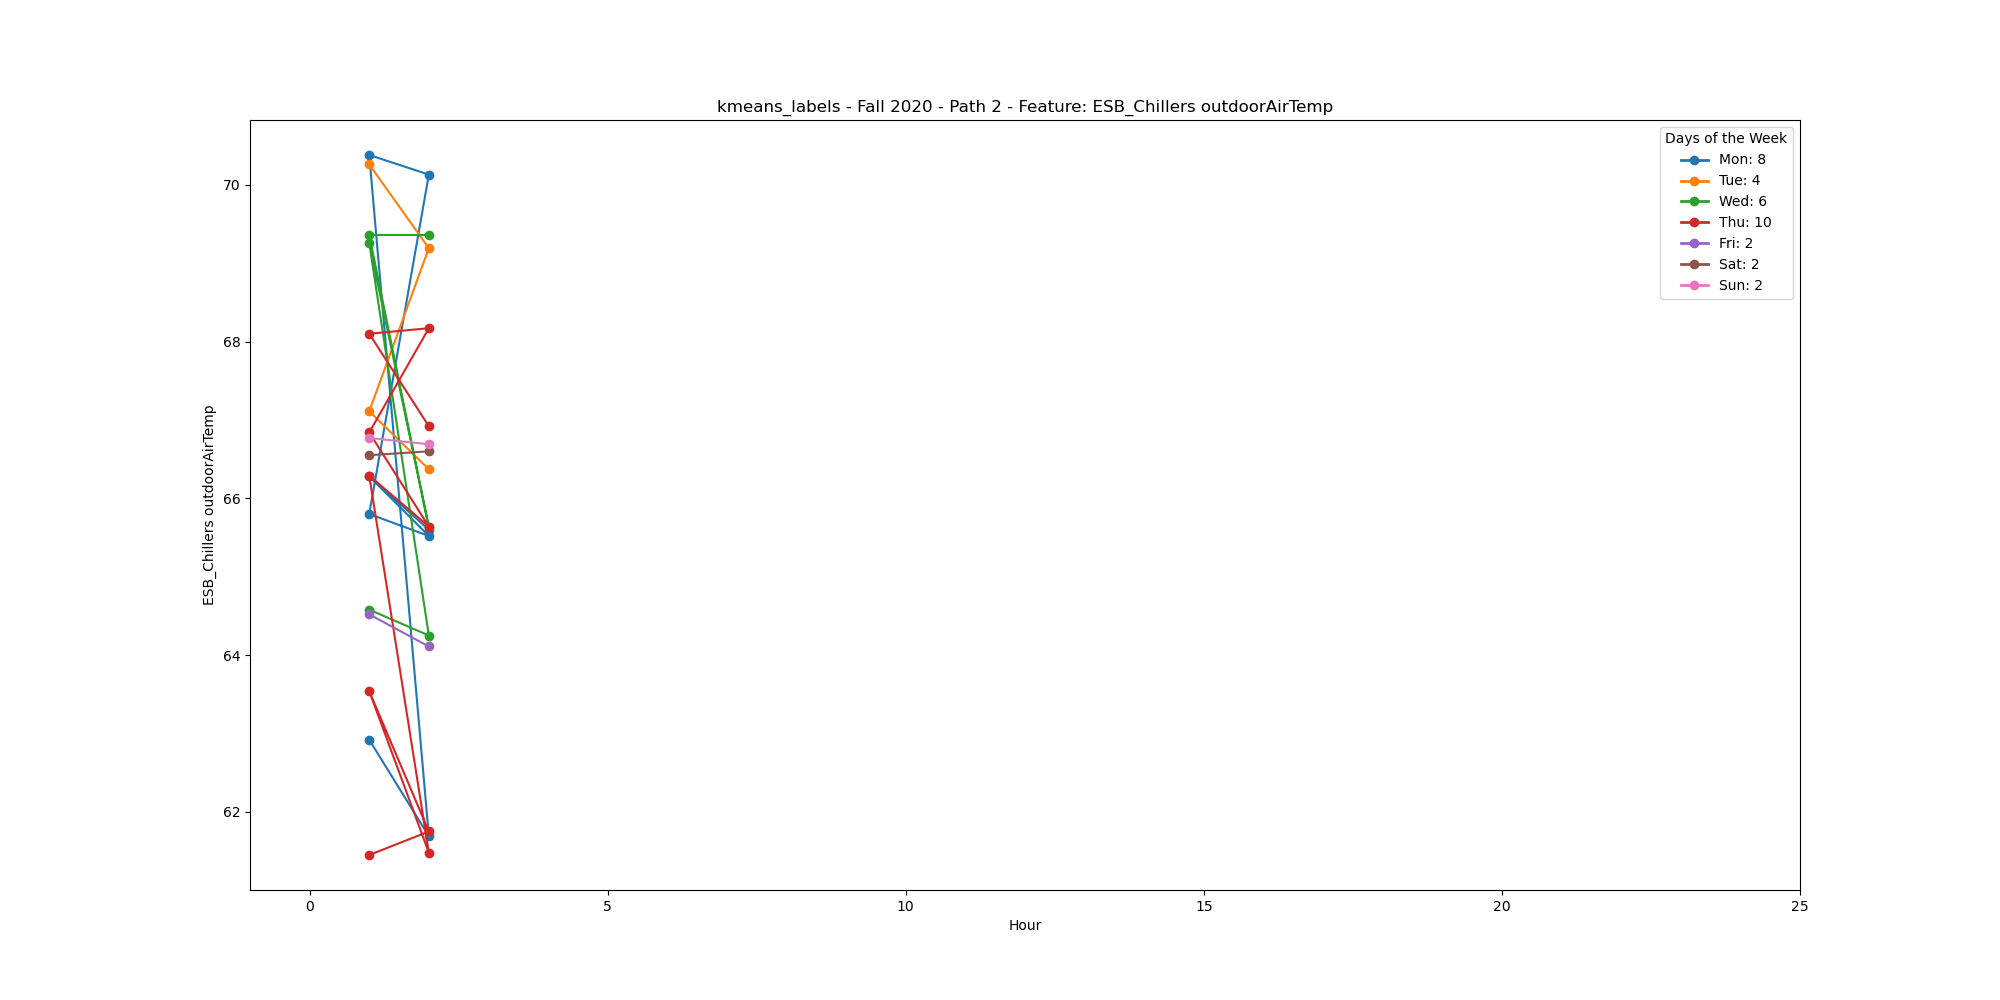 kmeans_labels - Fall 2020 - Path 2 - Feature: ESB_Chillers outdoorAirTemp
Days of the Week
Mon: 8
Tue: 4
Wed: 6
Thu: 10
Fri: 2
Sat: 2
Sun: 2
ESB_Chillers outdoorAirTemp
70
68
66
64
62
0 5 10 15 20 25
Hour